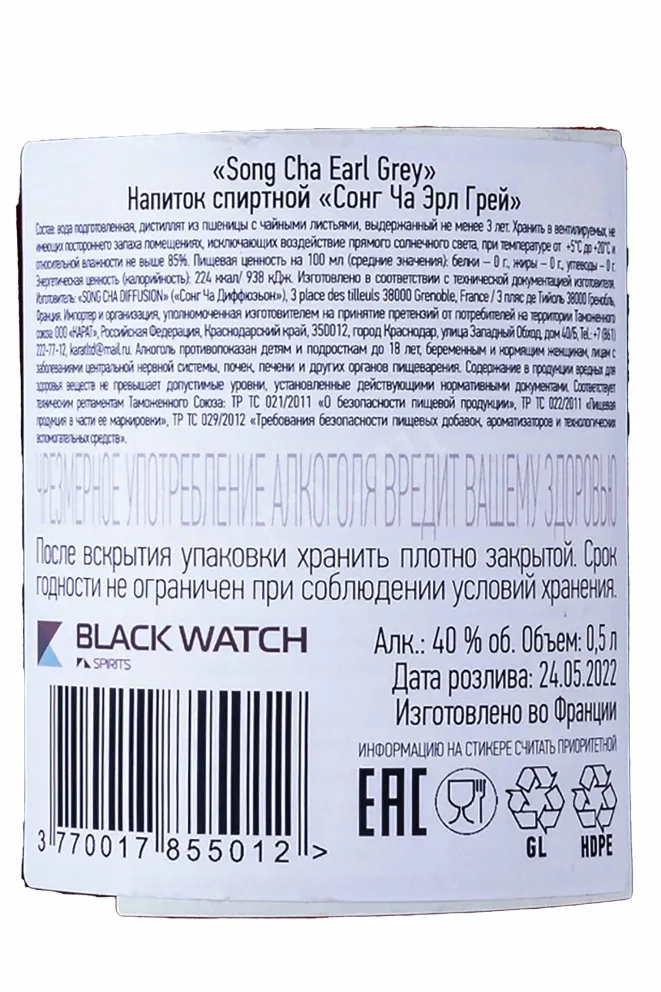 «Song Cha Earl Grey»
Напиток спиртной «Сонг Ча Эрл Грей»
Состав: вода подготовленная, дистиллят из пшеницы с чайными листьями, выдержанный не менее 3 лет. Хранить в вентилируемых, не
имеющих постороннего запаха помещениях, исключающих воздействие прямого солнечного света, при температуре от +5°С до +20°С и
относительной влажности не выше 85%. Пищевая ценность на 100 мл (средние значения): белки – 0 г., жиры – 0 г., углеводы – 0 г.
Энергетическая ценность (калорийность): 224 ккал/ 938 кДж. Изготовлено в соответствии с технической документацией изготовителя.
Изготовитель: «SONG CHA DIFFUSION» («Сонг Ча Диффюзьон»), 3 place des tilleuls 38000 Grenoble, France / 3 пляс де Тийоль 38000 Гренобль,
Франция. Импортер и организация, уполномоченная изготовителем на принятие претензий от потребителей на территории Таможенного
союза: ООО «КАРАТ», Российская Федерация, Краснодарский край, 350012, город Краснодар, улица Западный Обход, дом 40/Б, Тел.: +7 (861)
222-77-12, karatltd@mail.ru. Алкоголь противопоказан детям и подросткам до 18 лет, беременным и кормящим женщинам, лицам с
заболеваниями центральной нервной системы, почек, печени и других органов пищеварения. Содержание в продукции вредных для
здоровья веществ не превышает допустимые уровни, установленные действующими нормативными документами. Соответствует
техническим регламентам Таможенного Союза: ТР ТС 021/2011 «О безопасности пищевой продукции», ТР ТС 022/2011 «Пищевая
продукция в части ее маркировки», ТР ТС 029/2012 «Требования безопасности пищевых добавок, ароматизаторов и технологических
вспомогательных средств».
ЧРЕЗМЕРНОЕ УПОТРЕБЛЕНИЕ АЛКОГОЛЯ ВРЕДИТ ВАШЕМУ ЗДОРОВЬЮ
После вскрытия упаковки хранить плотно закрытой. Срок
годности не ограничен при соблюдении условий хранения.
BLACK WATCH
SPIRITS
Алк.: 40 % об. Объем: 0,5 л
Дата розлива: 24.05.2022
Изготовлено во Франции
ИНФОРМАЦИЮ НА СТИКЕРЕ СЧИТАТЬ ПРИОРИТЕТНОЙ
EAC
GL
HDPE
3 770017 855012 >